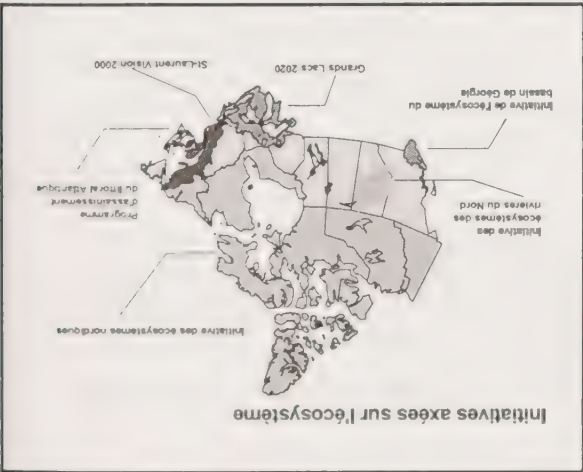 Initiatives axées sur l'écosystème
Initiative des écosystèmes nordiques
Initiative des
écosystèmes des
rivières du Nord
Programme
d'assainissement
du littoral Atlantique
Initiative de l'écosystème du
bassin de Géorgie
Grands Lacs 2020
St-Laurent Vision 2000